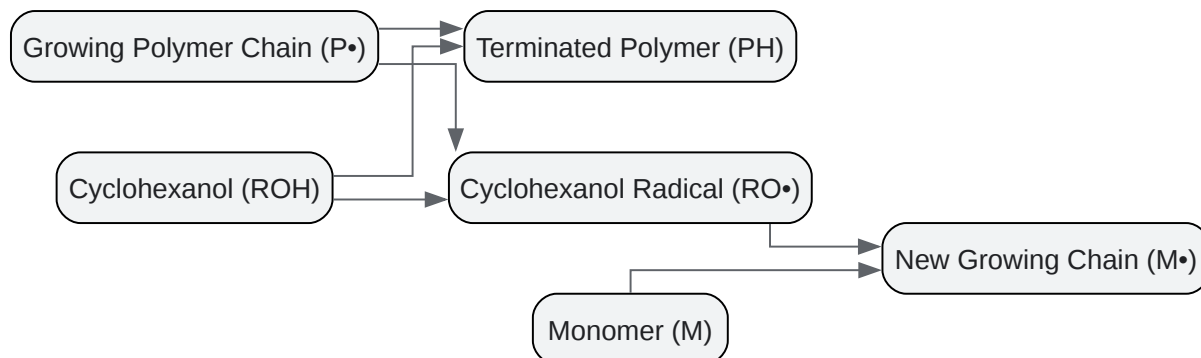 Growing Polymer Chain (P•)
Terminated Polymer (PH)
Cyclohexanol (ROH)
Cyclohexanol Radical (RO•)
New Growing Chain (M•)
Monomer (M)